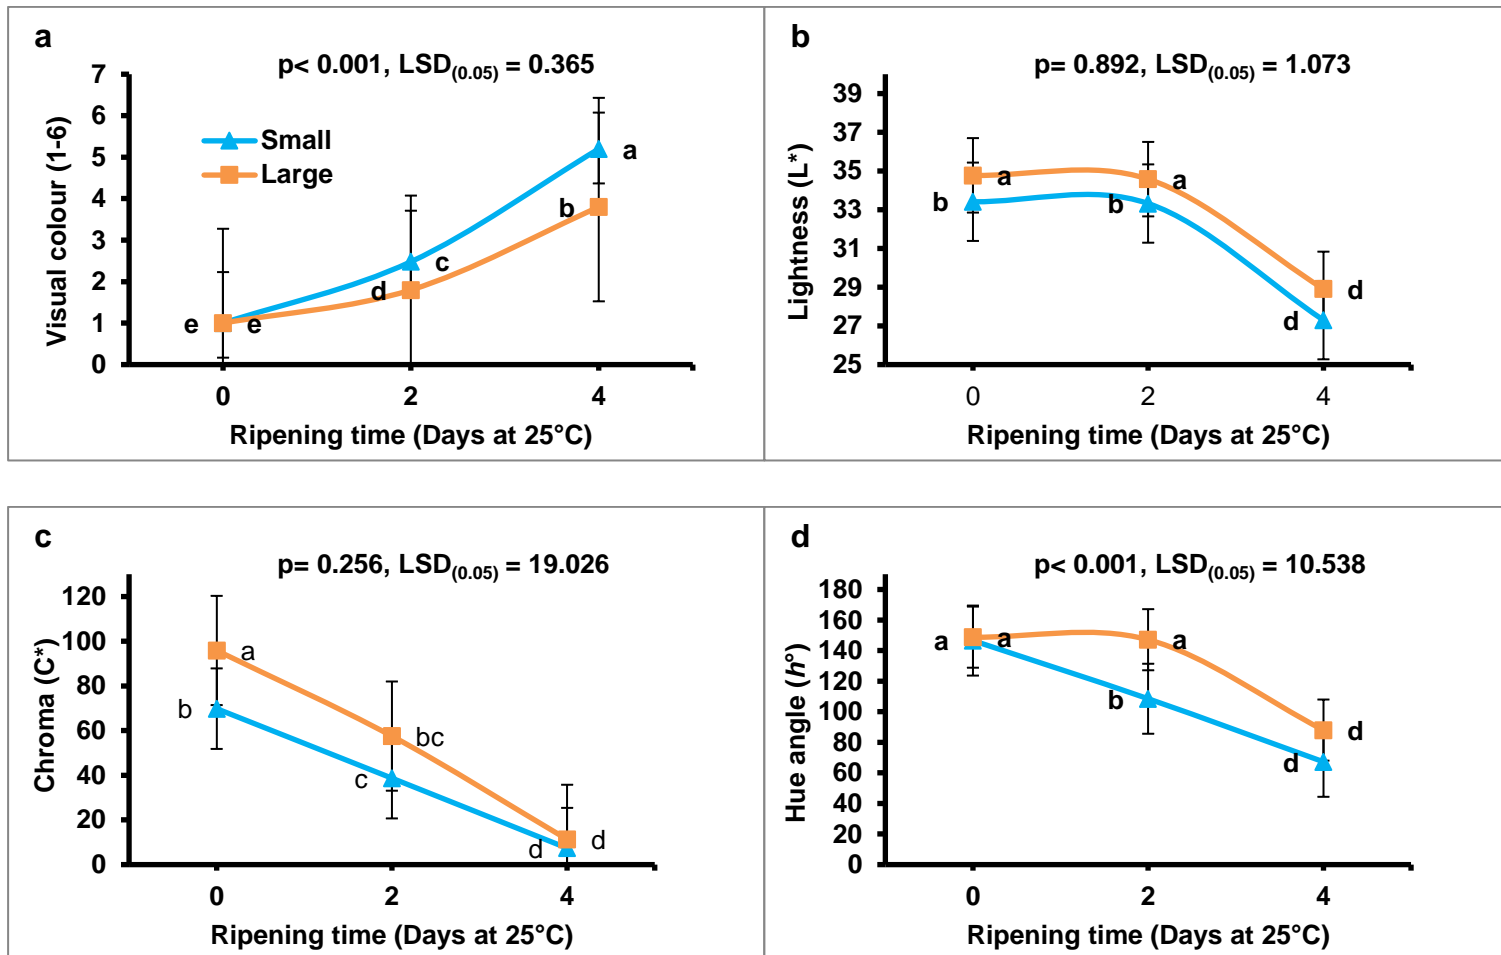 a
p< 0.001, LSD(0.05) = 0.365
Visual colour (1-6)
7
6
5
4
3
2
1
0
Small
Large
e
e
d
c
b
a
0 2 4
Ripening time (Days at 25°C)
b
p= 0.892, LSD(0.05) = 1.073
Lightness (L*)
39
37
35
33
31
29
27
25
a
b
a
b
d
d
0 2 4
Ripening time (Days at 25°C)
c
p= 0.256, LSD(0.05) = 19.026
Chroma (C*)
120
100
80
60
40
20
0
a
b
bc
c
d
d
0 2 4
Ripening time (Days at 25°C)
d
p< 0.001, LSD(0.05) = 10.538
Hue angle (h°)
180
160
140
120
100
80
60
40
20
0
a
a
a
b
d
d
0 2 4
Ripening time (Days at 25°C)